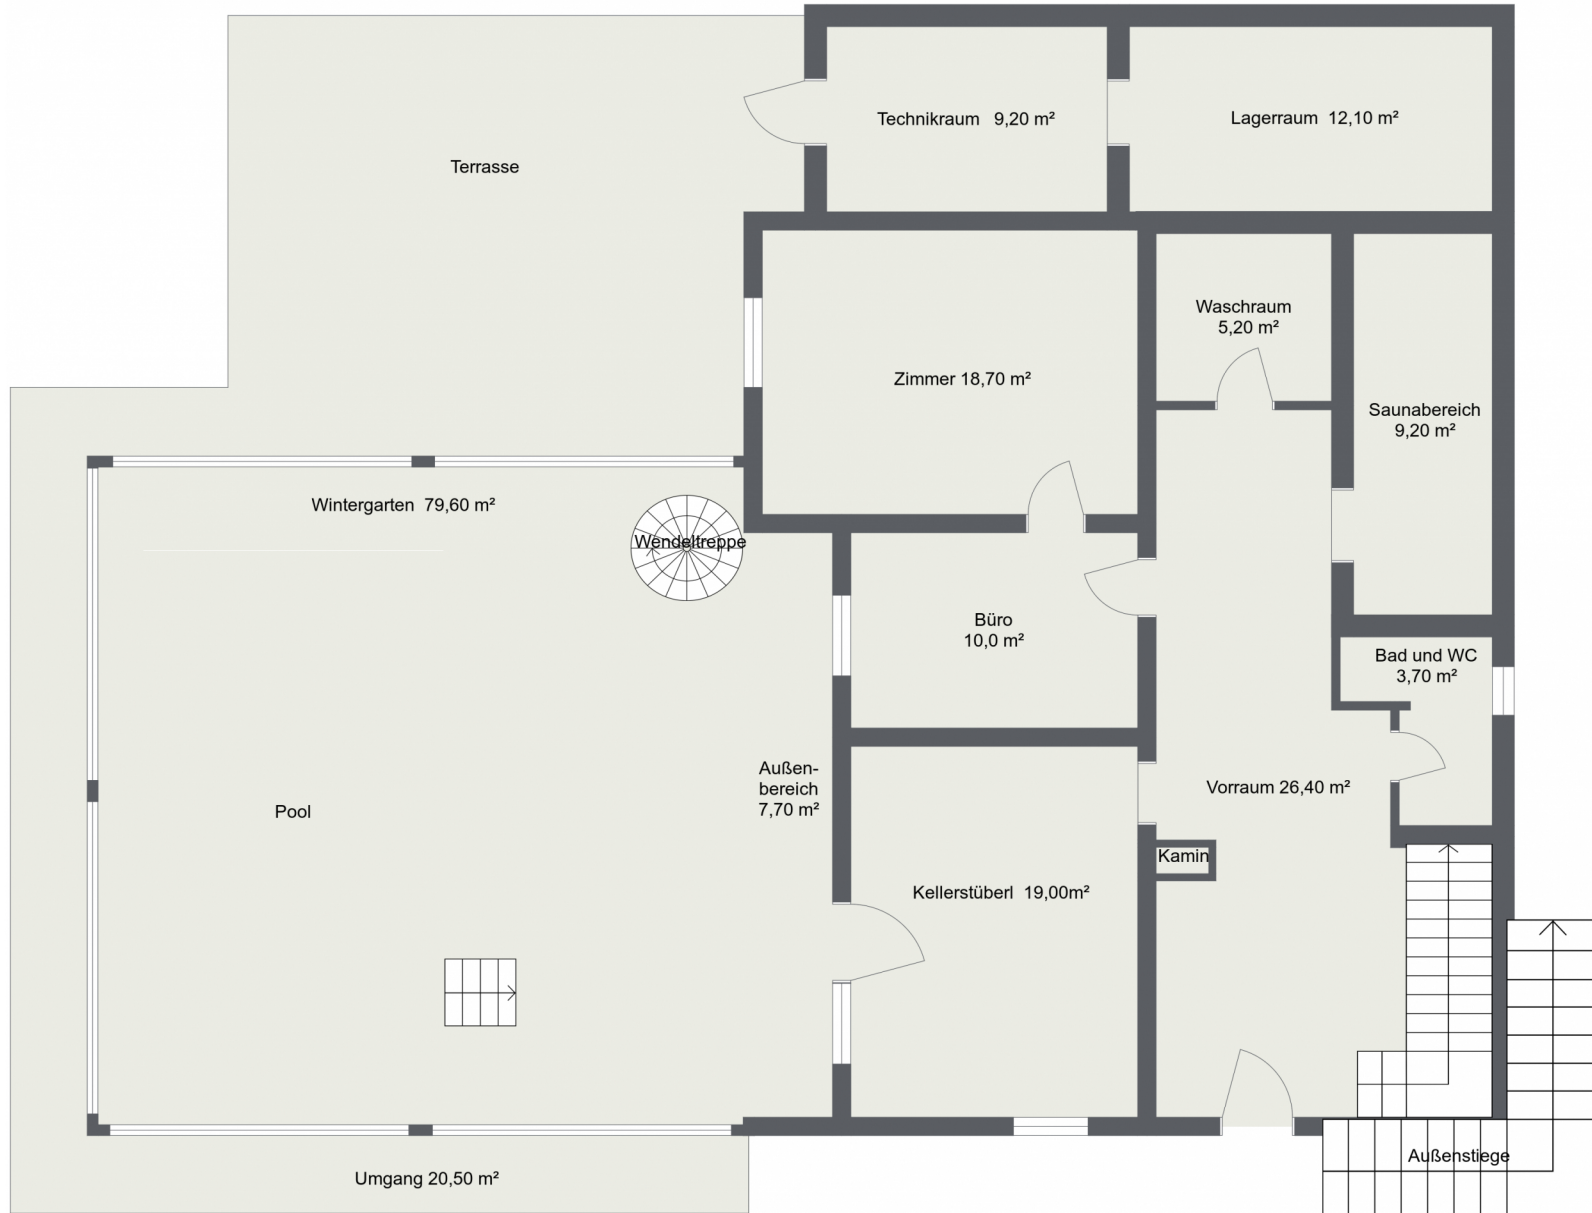 Technikraum 9,20 m²
Lagerraum 12,10 m²
Terrasse
Waschraum
5,20 m²
Zimmer 18,70 m²
Saunabereich
9,20 m²
Wintergarten 79,60 m²
Wendeltreppe
Büro
10,0 m²
Bad und WC
3,70 m²
Außen-
bereich
7,70 m²
Vorraum 26,40 m²
Pool
Kamin
Kellerstüberl 19,00m²
Außenstiege
Umgang 20,50 m²